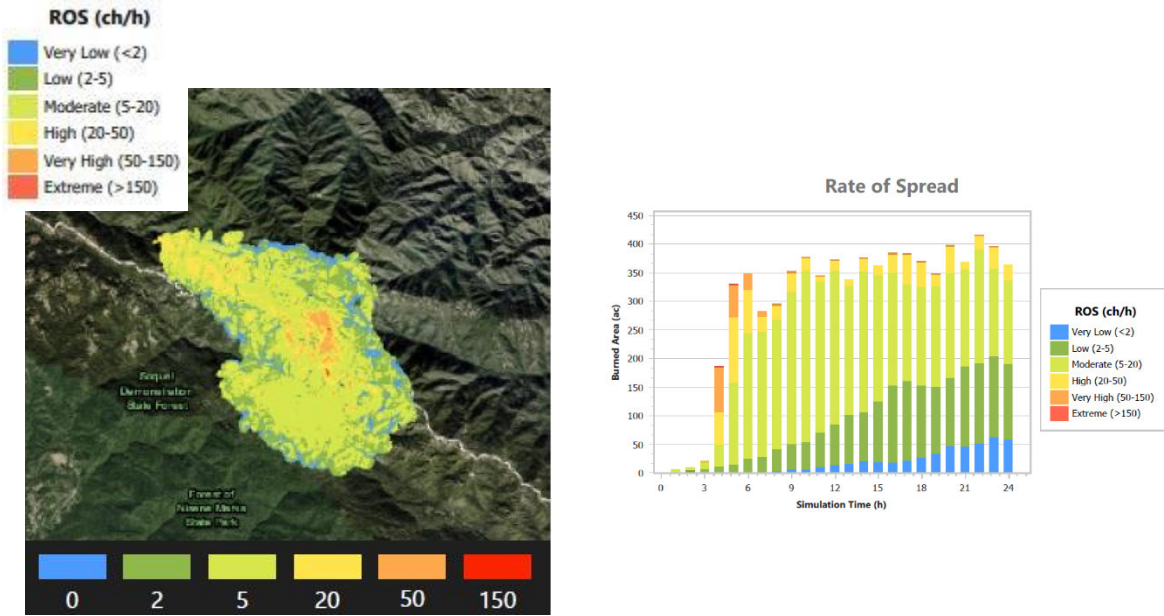 ROS (ch/h)
Very Low (<2)
Low (2-5)
Moderate (5-20)
High (20-50)
Very High (50-150)
Extreme (>150)
Soquel
Demonstration
State Forest
Forest of
Nisene Marks
State Park
0 2 5 20 50 150
Rate of Spread
450
400
350
300
250
200
150
100
50
0
Burned Area (ac)
0 3 6 9 12 15 18 21 24
Simulation Time (h)
ROS (ch/h)
Very Low (<2)
Low (2-5)
Moderate (5-20)
High (20-50)
Very High (50-150)
Extreme (>150)